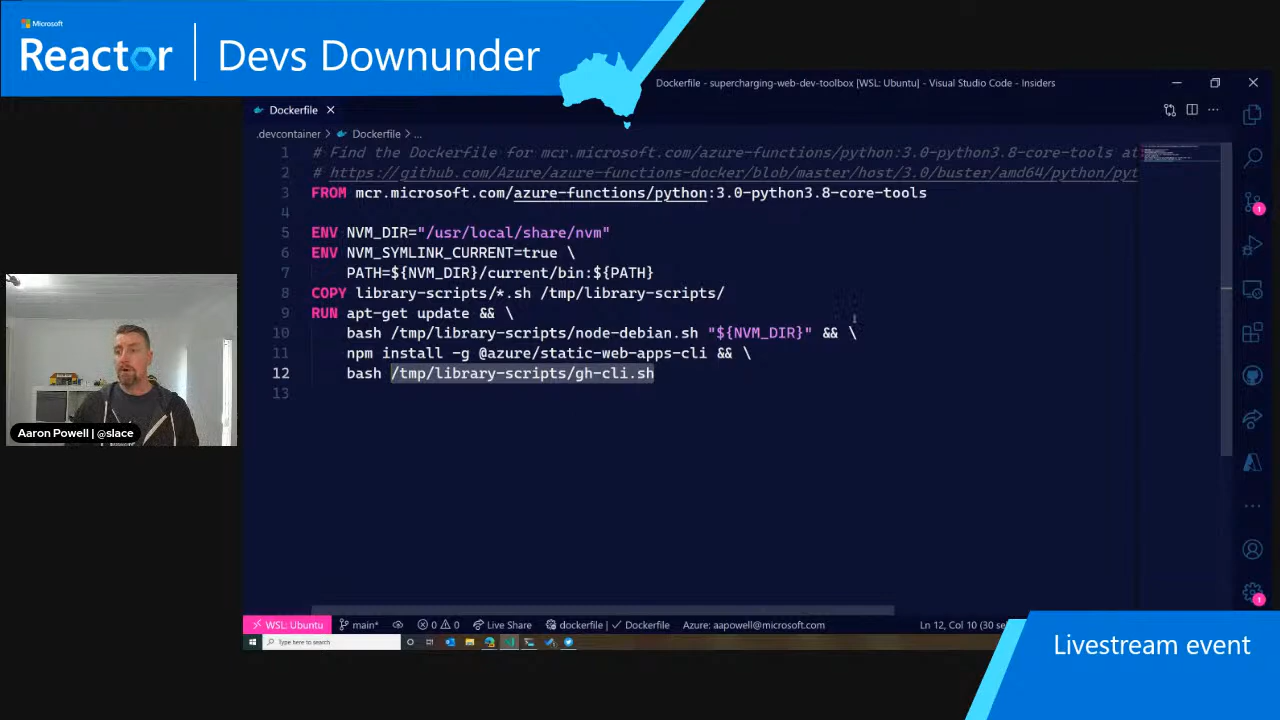 Microsoft
Reactor | Devs Downunder
Dockerfile - supercharging-web-dev-toolbox [WSL: Ubuntu] - Visual Studio Code - Insiders
Dockerfile
.devcontainer > Dockerfile > ...
1 # Find the Dockerfile for mcr.microsoft.com/azure-functions/python:3.0-python3.8-core-tools at
2 # https://github.com/Azure/azure-functions-docker/blob/master/host/3.0/buster/amd64/python/pyt
3 FROM mcr.microsoft.com/azure-functions/python:3.0-python3.8-core-tools
4
5 ENV NVM_DIR="/usr/local/share/nvm"
6 ENV NVM_SYMLINK_CURRENT=true \
7 PATH=${NVM_DIR}/current/bin:${PATH}
8 COPY library-scripts/*.sh /tmp/library-scripts/
9 RUN apt-get update && \
10 bash /tmp/library-scripts/node-debian.sh "${NVM_DIR}" && \
11 npm install -g @azure/static-web-apps-cli && \
12 bash /tmp/library-scripts/gh-cli.sh
13
Aaron Powell | @slace
WSL: Ubuntu main* 0 0 Live Share dockerfile | Dockerfile Azure: aapowell@microsoft.com Ln 12, Col 10 (30 se
Type here to search
1
1
Livestream event